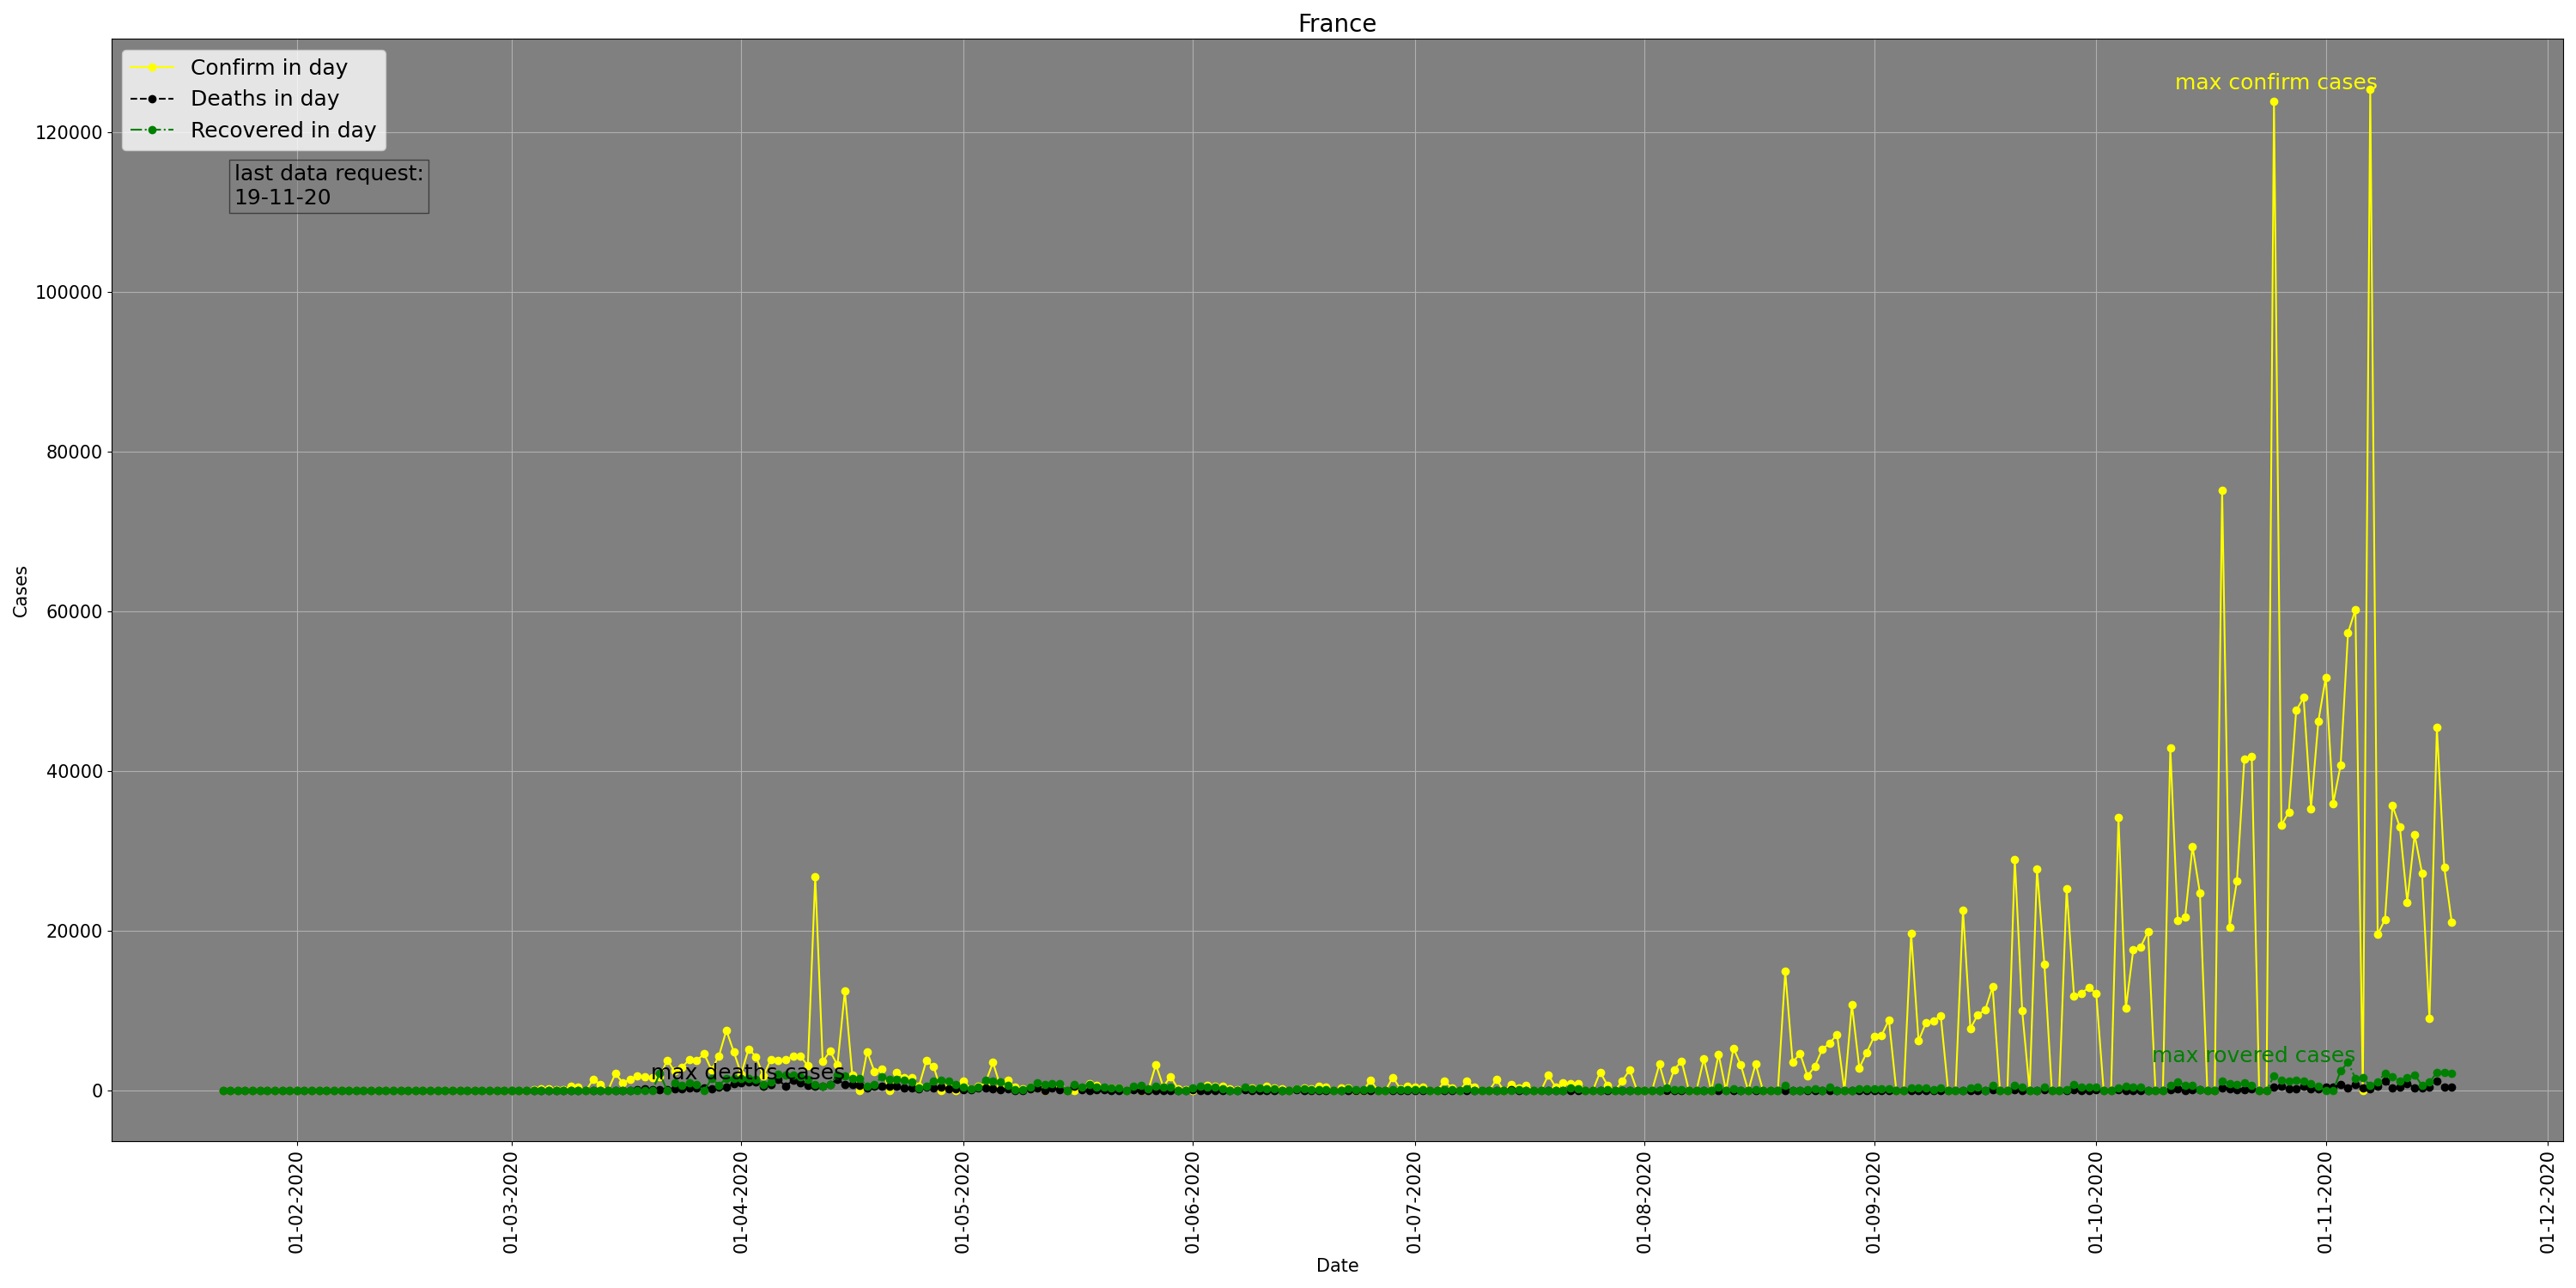 France
Confirm in day
Deaths in day
Recovered in day
last data request:
19-11-20
max confirm cases
max deaths cases
max rovered cases
Cases
120000
100000
80000
60000
40000
20000
0
01-02-2020
01-03-2020
01-04-2020
01-05-2020
01-06-2020
01-07-2020
01-08-2020
01-09-2020
01-10-2020
01-11-2020
01-12-2020
Date